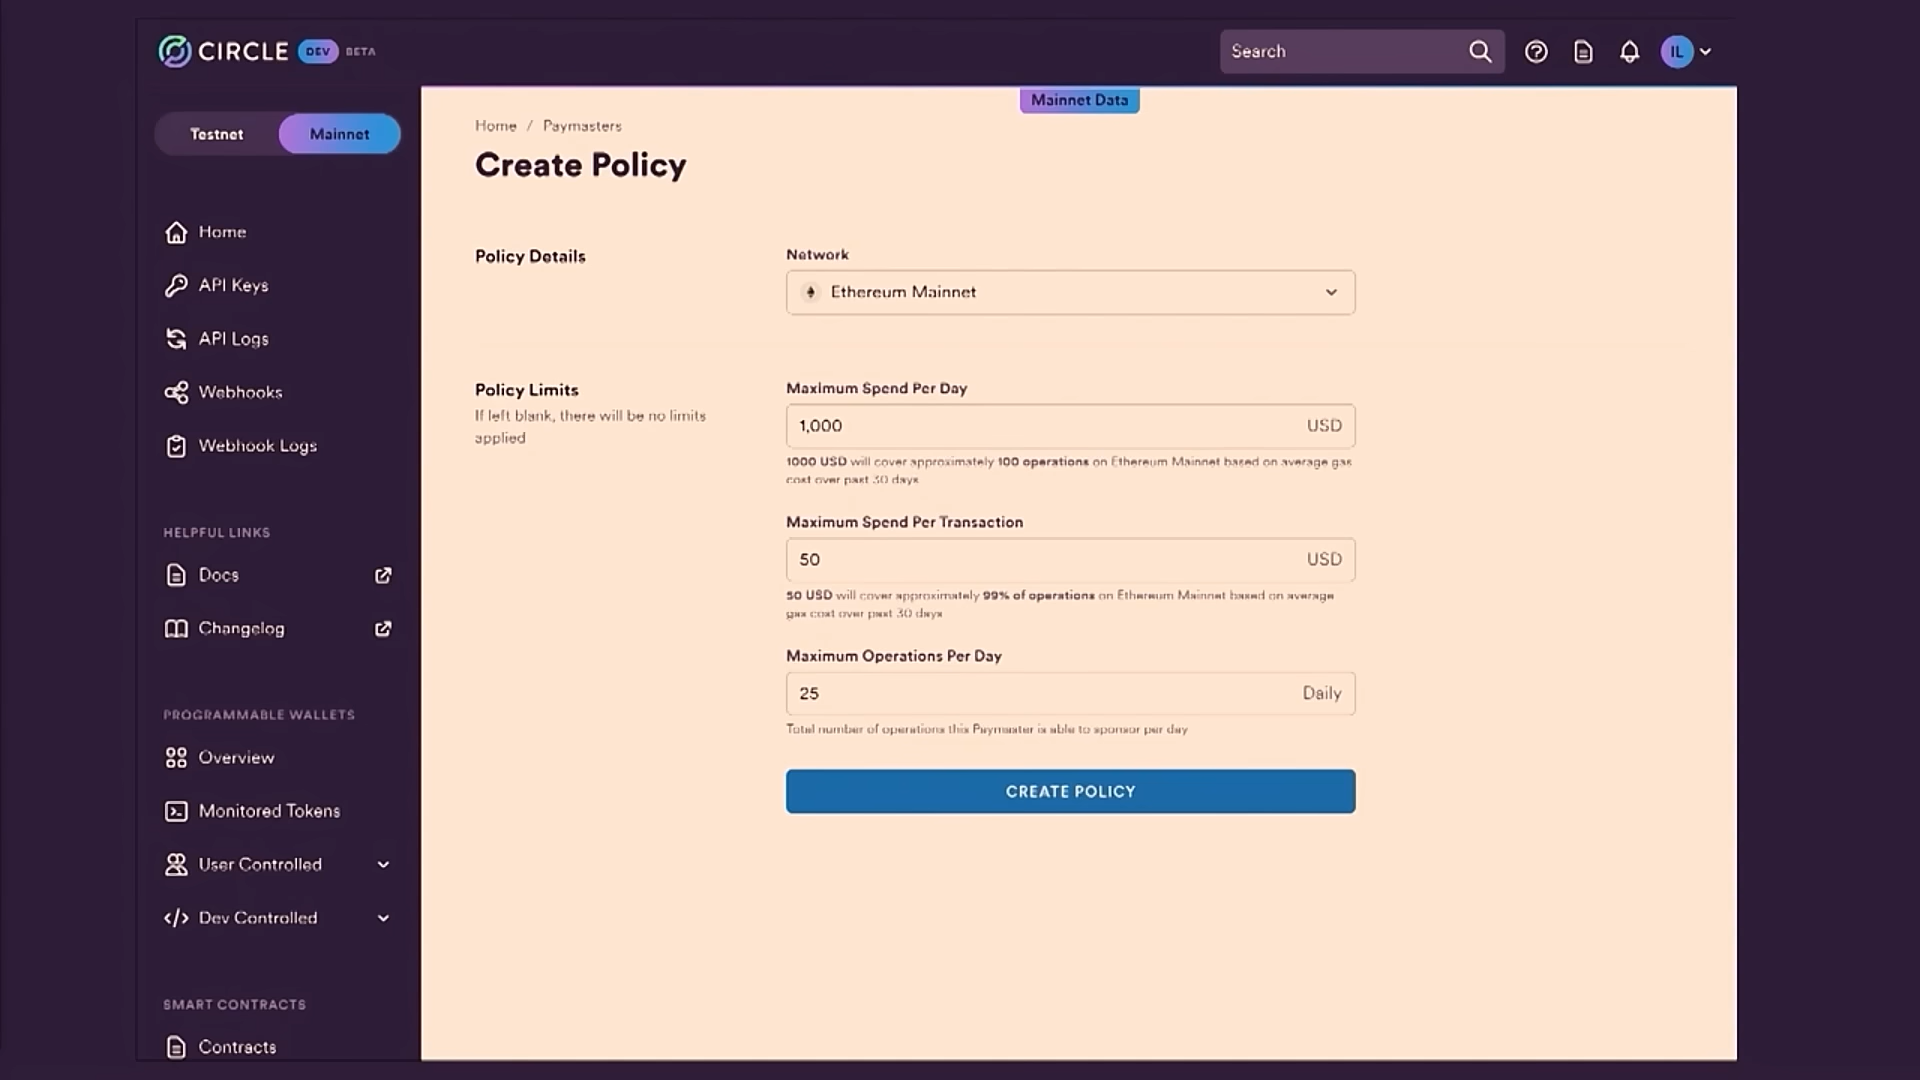 CIRCLE DEV BETA
Search
IL
Mainnet Data
Testnet
Mainnet
Home / Paymasters
Create Policy
Home
API Keys
API Logs
Webhooks
Webhook Logs
HELPFUL LINKS
Docs
Changelog
PROGRAMMABLE WALLETS
Overview
Monitored Tokens
User Controlled
Dev Controlled
SMART CONTRACTS
Contracts
Policy Details
Network
Ethereum Mainnet
Policy Limits
If left blank, there will be no limits
applied
Maximum Spend Per Day
1,000 USD
1000 USD will cover approximately 100 operations on Ethereum Mainnet based on average gas
cost over past 30 days
Maximum Spend Per Transaction
50 USD
50 USD will cover approximately 99% of operations on Ethereum Mainnet based on average
gas cost over past 30 days
Maximum Operations Per Day
25 Daily
Total number of operations this Paymaster is able to sponsor per day
CREATE POLICY